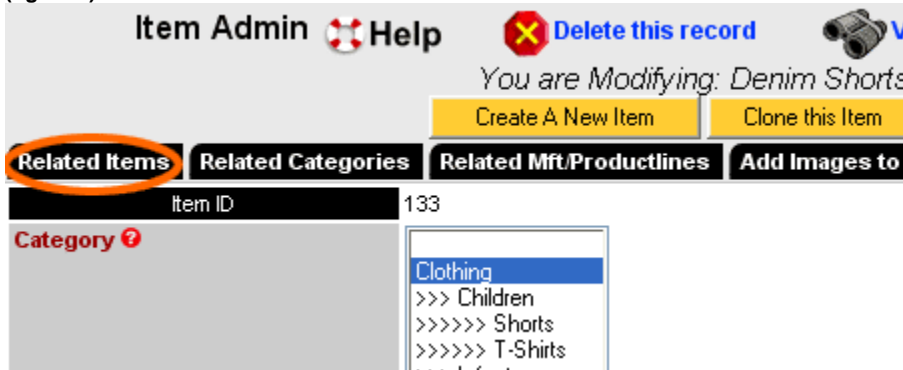 Item Admin Help Delete this record
You are Modifying: Denim Shorts
Create A New Item Clone this Item
Related Items Related Categories Related Mft/Productlines Add Images to
Item ID 133
Category ?
Clothing
>>> Children
>>>>>> Shorts
>>>>>> T-Shirts